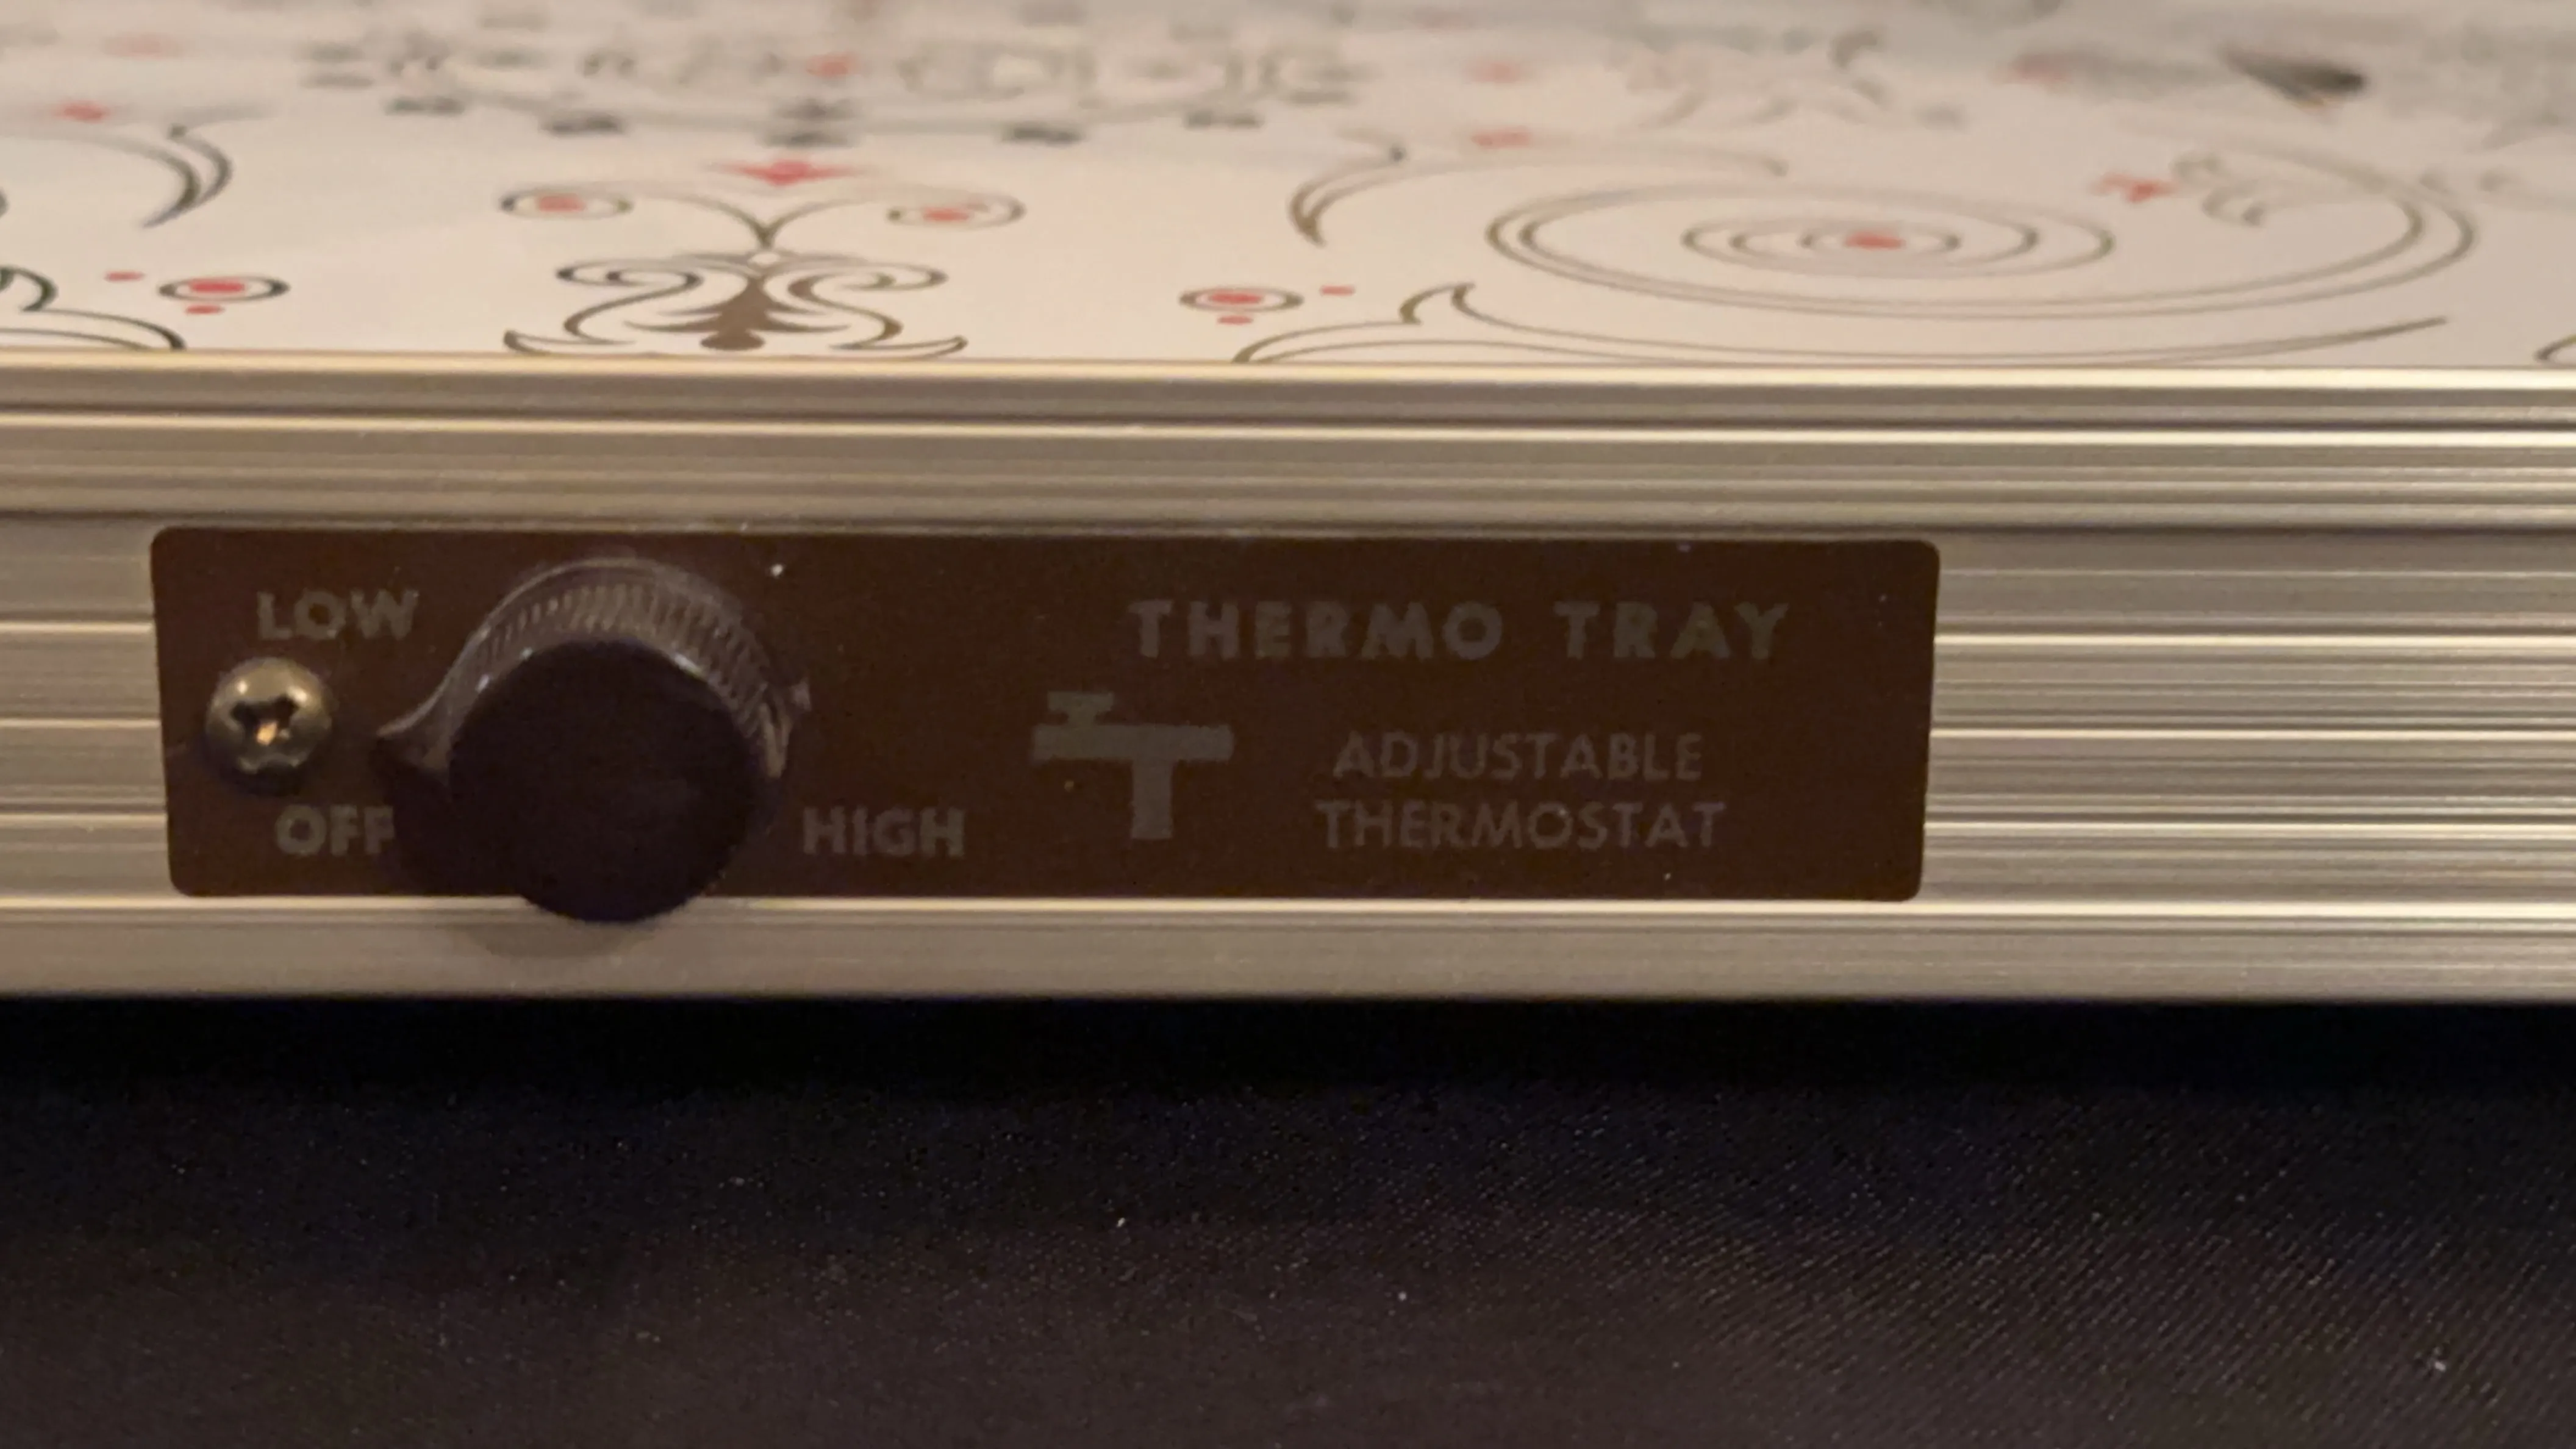 LOW
OFF
HIGH
THERMO TRAY
ADJUSTABLE
THERMOSTAT